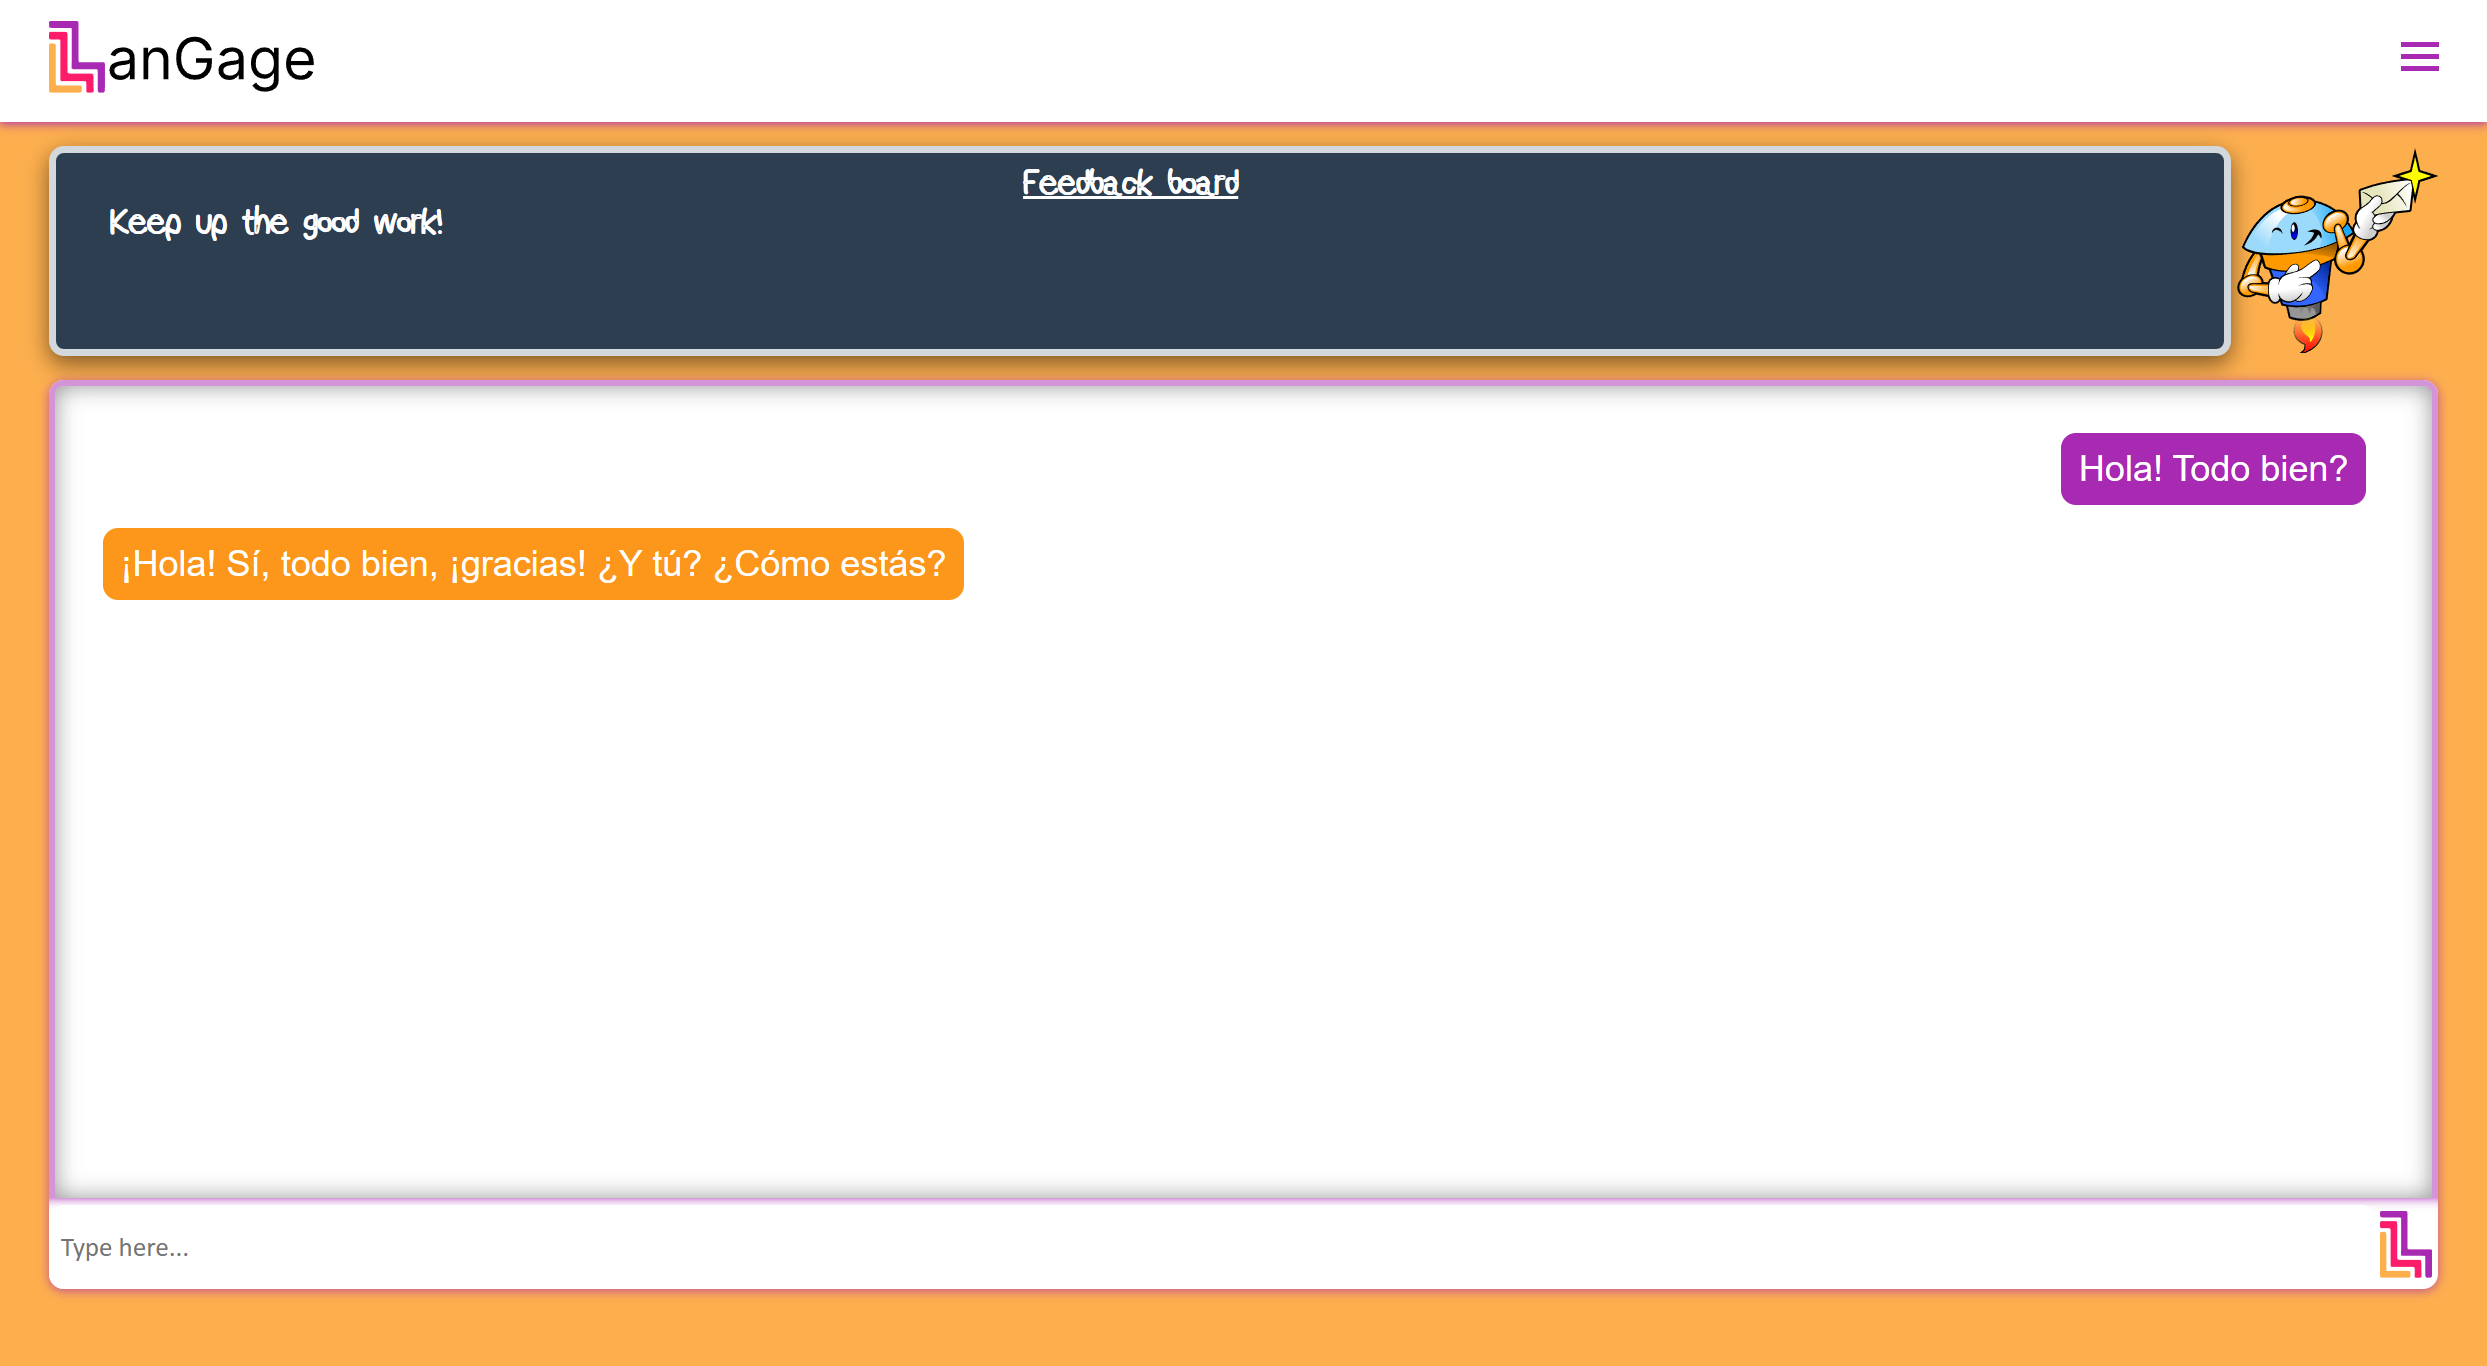 LanGage
Feedback board
Keep up the good work!
Hola! Todo bien?
¡Hola! Sí, todo bien, ¡gracias! ¿Y tú? ¿Cómo estás?
Type here...